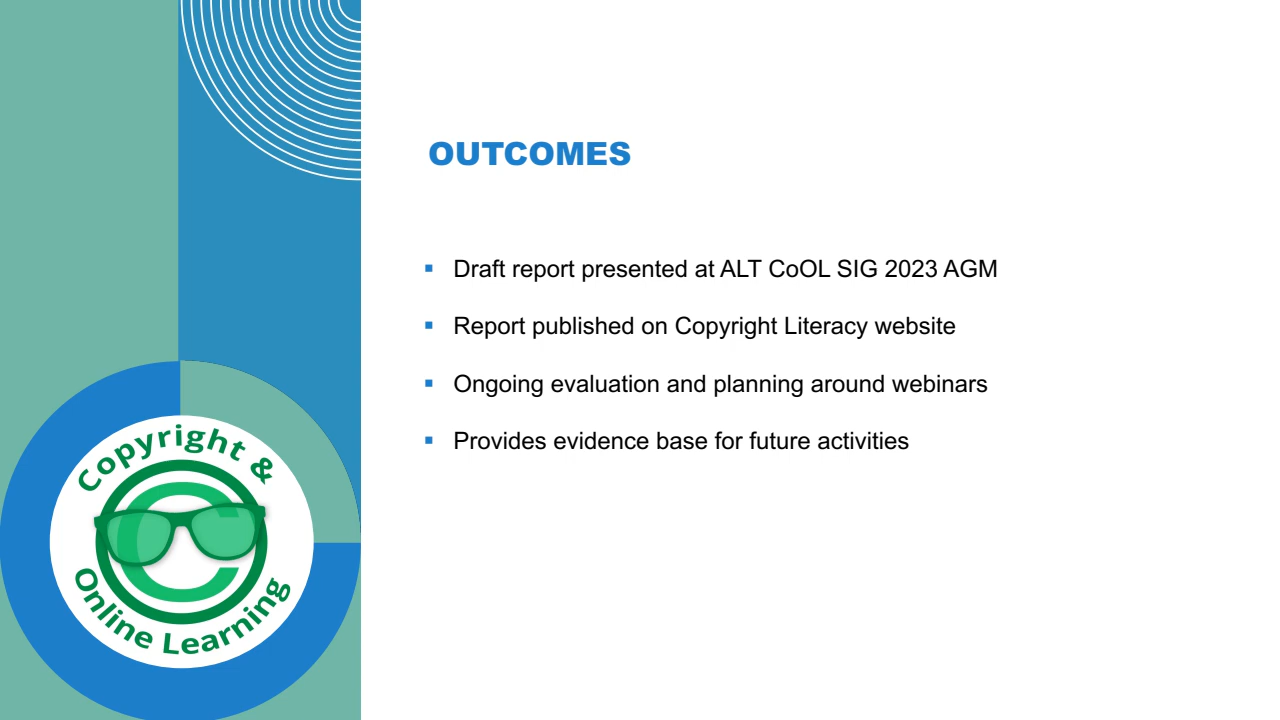 OUTCOMES
▪ Draft report presented at ALT CoOL SIG 2023 AGM
▪ Report published on Copyright Literacy website
▪ Ongoing evaluation and planning around webinars
▪ Provides evidence base for future activities
Copyright &
C
Online Learning